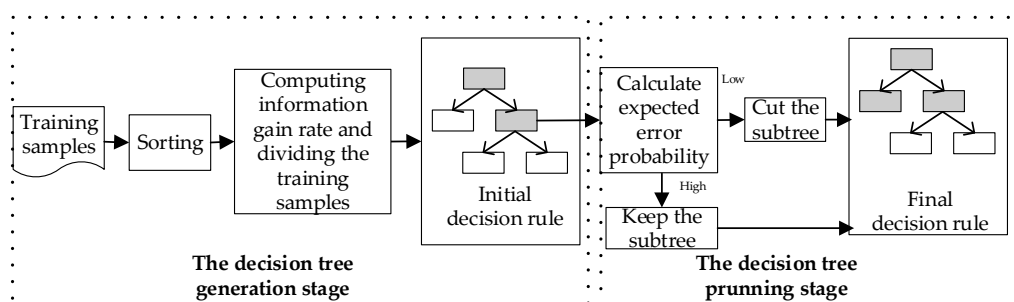 Training
samples
Sorting
Computing
information
gain rate and
dividing the
training
samples
Initial
decision rule
The decision tree
generation stage
Calculate
expected
error
probability
Low
High
Cut the
subtree
Keep the
subtree
Final
decision rule
The decision tree
prunning stage